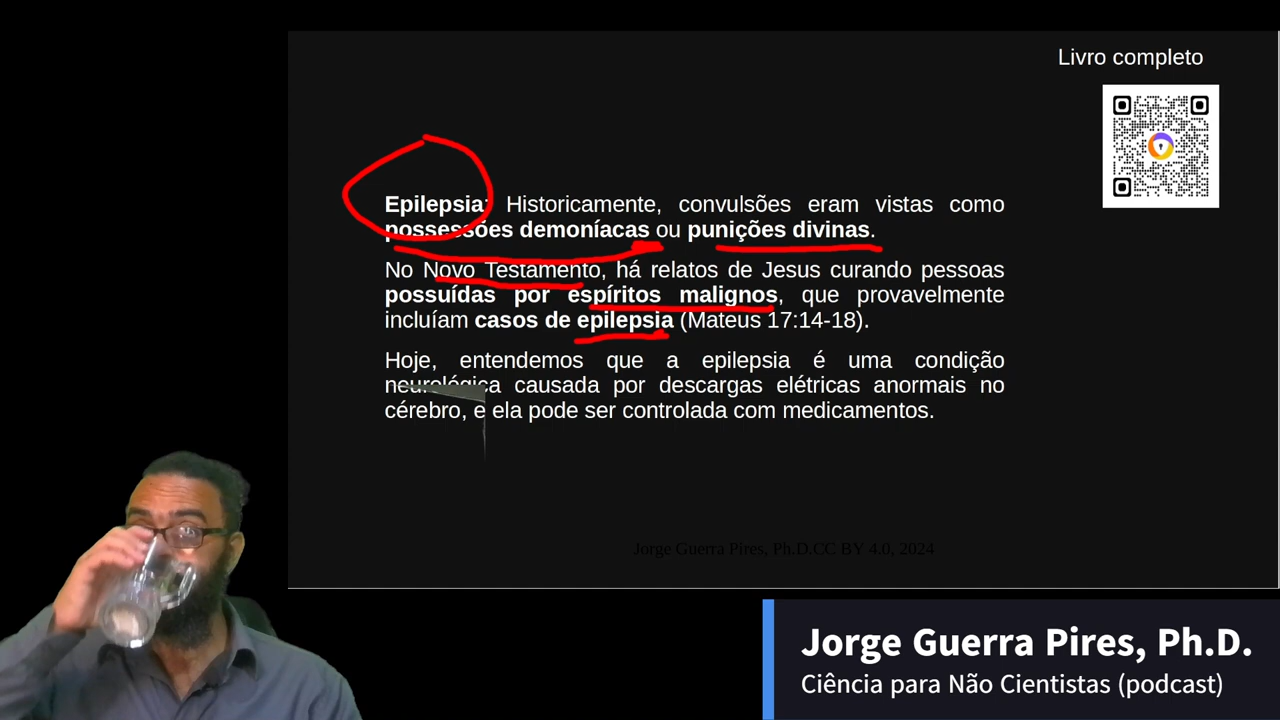 Livro completo
Epilepsia: Historicamente, convulsões eram vistas como
possessões demoníacas ou punições divinas.
No Novo Testamento, há relatos de Jesus curando pessoas
possuídas por espíritos malignos, que provavelmente
incluíam casos de epilepsia (Mateus 17:14-18).
Hoje, entendemos que a epilepsia é uma condição
neurológica causada por descargas elétricas anormais no
cérebro, e ela pode ser controlada com medicamentos.
Jorge Guerra Pires, Ph.D.CC BY 4.0, 2024
Jorge Guerra Pires, Ph.D.
Ciência para Não Cientistas (podcast)